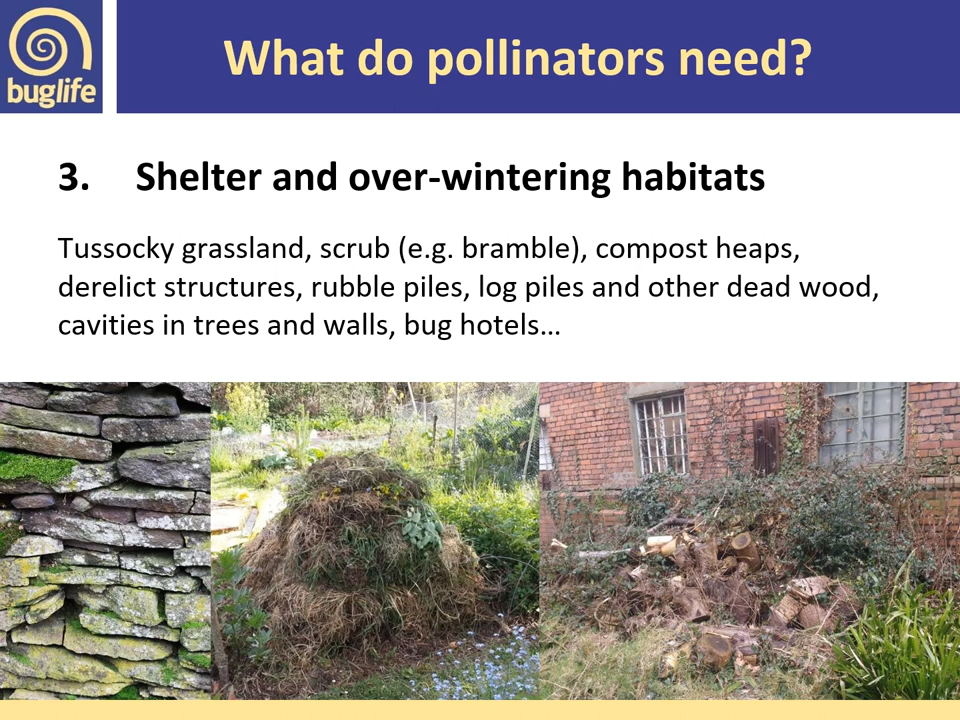 buglife
What do pollinators need?
3. Shelter and over-wintering habitats
Tussocky grassland, scrub (e.g. bramble), compost heaps,
derelict structures, rubble piles, log piles and other dead wood,
cavities in trees and walls, bug hotels…